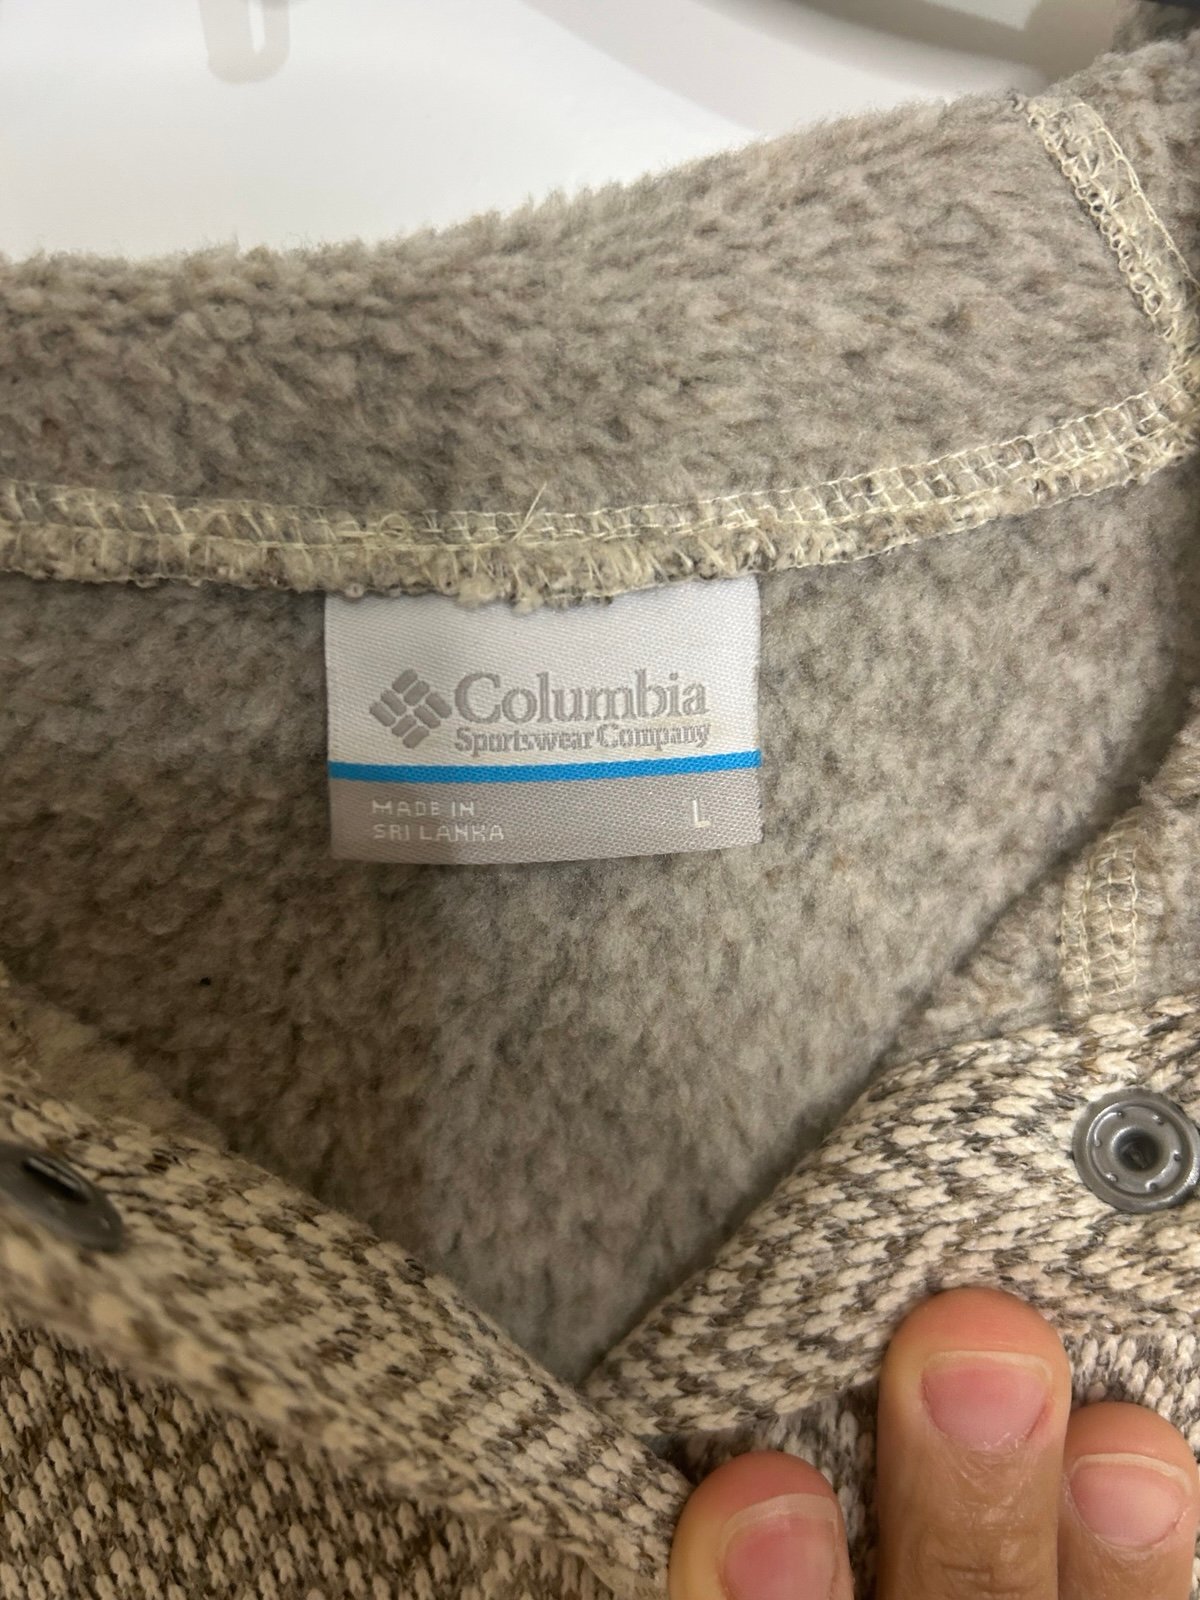 Columbia
Sportswear Company
MADE IN
SRI LANKA
L